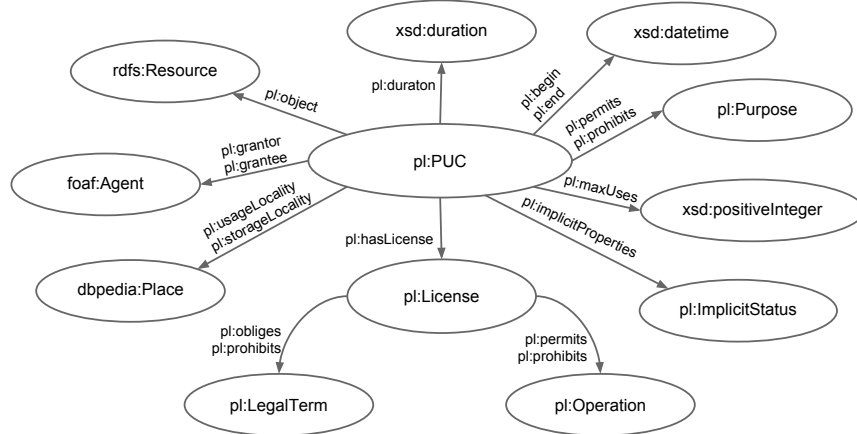 xsd:duration
xsd:datetime
rdfs:Resource
pl:duraton
pl:begin
pl:end
pl:object
pl:permits
pl:prohibits
pl:Purpose
pl:grantor
pl:grantee
pl:PUC
foaf:Agent
pl:maxUses
xsd:positiveInteger
pl:usageLocality
pl:storageLocality
pl:implicitProperties
pl:hasLicense
dbpedia:Place
pl:License
pl:ImplicitStatus
pl:obliges
pl:prohibits
pl:permits
pl:prohibits
pl:LegalTerm
pl:Operation